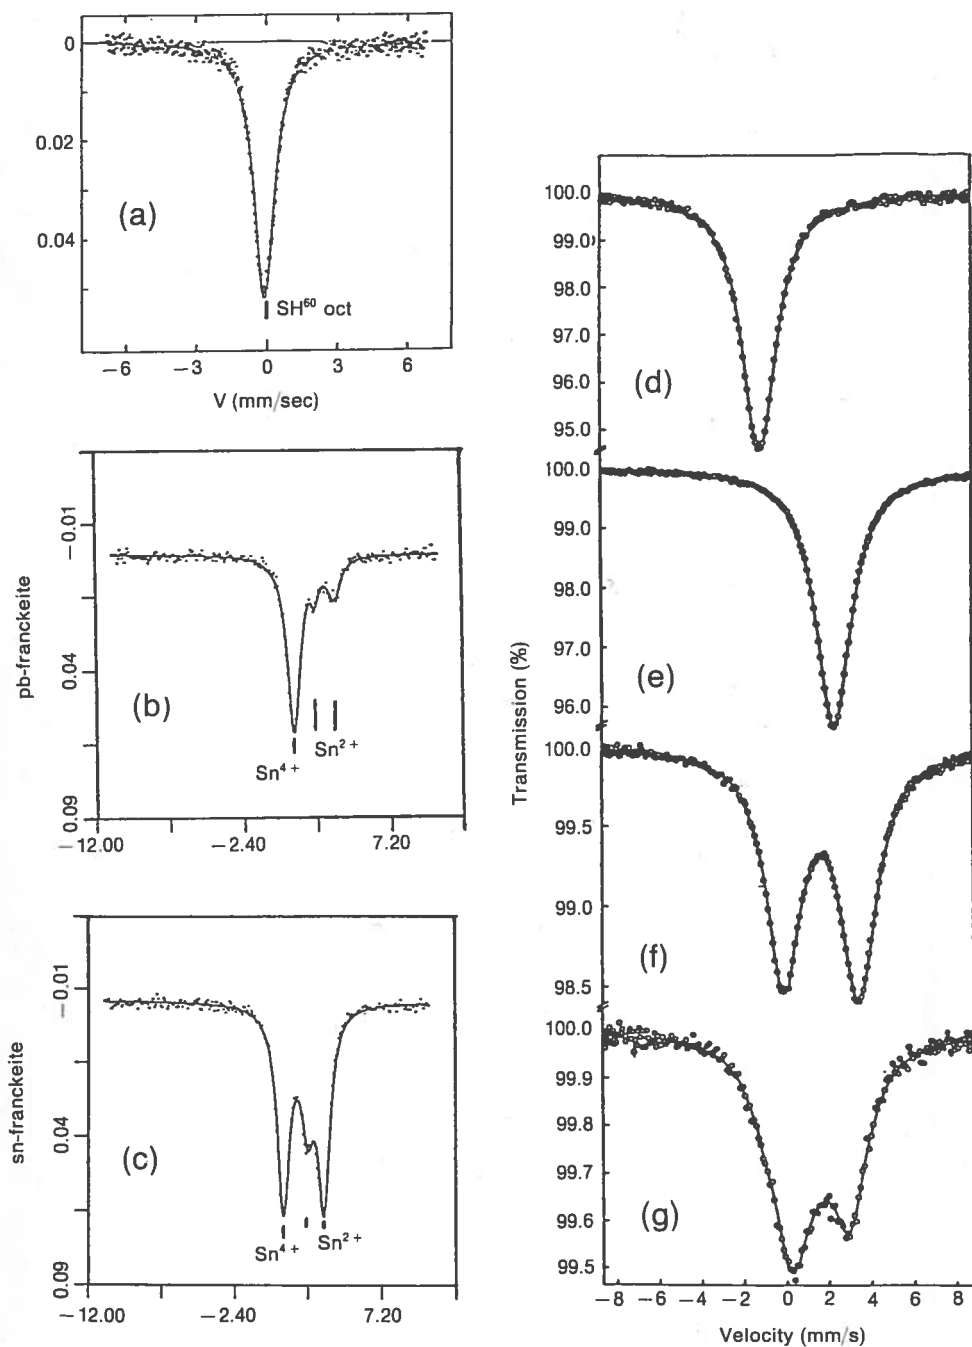 0
0.02
0.04
(a)
SH⁶⁰ oct
−6 −3 0 3 6
V (mm/sec)
pb-franckeite
−0.01
0.04
0.09
(b)
Sn⁴⁺
Sn²⁺
−12.00 −2.40 7.20
sn-franckeite
−0.01
0.04
0.09
(c)
Sn⁴⁺
Sn²⁺
−12.00 −2.40 7.20
Transmission (%)
100.0
99.0
98.0
97.0
96.0
95.0
(d)
100.0
99.0
98.0
97.0
96.0
(e)
100.0
99.5
99.0
98.5
(f)
100.0
99.9
99.8
99.7
99.6
99.5
(g)
−8 −6 −4 −2 0 2 4 6 8
Velocity (mm/s)